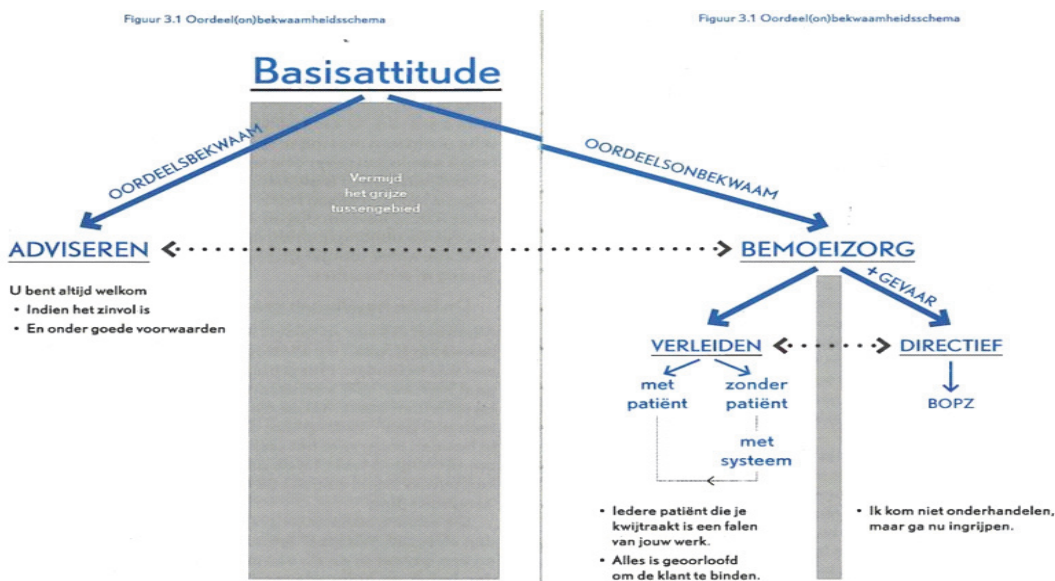 Figuur 3.1 Oordeel(on)bekwaamheidsschema
Figuur 3.1 Oordeel(on)bekwaamheidsschema
Basisattitude
OORDEELSBEKWAAM
OORDEELSONBEKWAAM
Vermijd
het grijze
tussengebied
ADVISEREN
BEMOEIZORG
U bent altijd welkom
• Indien het zinvol is
• En onder goede voorwaarden
+ GEVAAR
VERLEIDEN
DIRECTIEF
met
patiënt
zonder
patiënt
BOPZ
met
systeem
• Iedere patiënt die je
kwijtraakt is een falen
van jouw werk.
• Alles is geoorloofd
om de klant te binden.
• Ik kom niet onderhandelen,
maar ga nu ingrijpen.